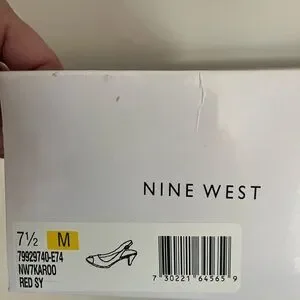 NINE WEST
7½ M
79929740-E74
NW7KAROO
RED SY
7 30221 64565 9